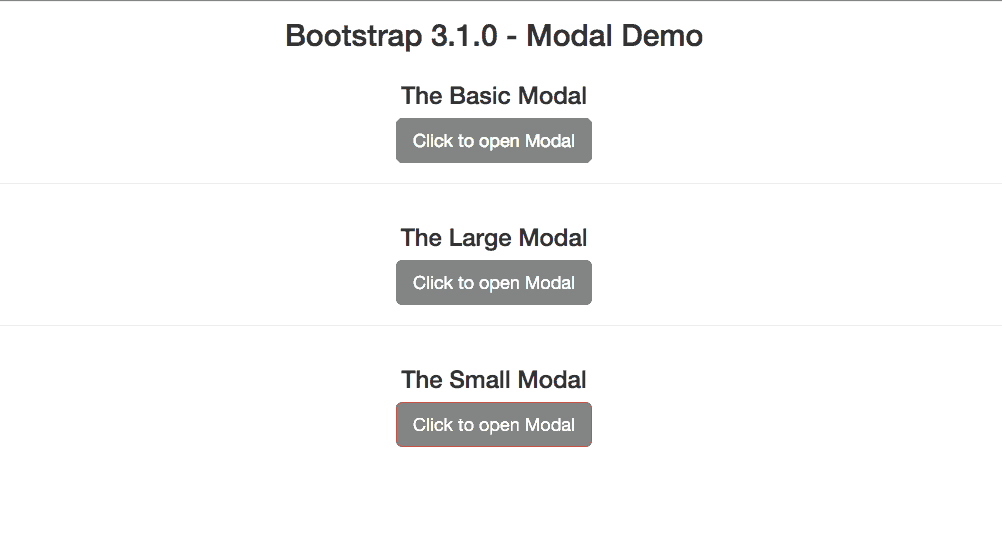 Bootstrap 3.1.0 - Modal Demo
The Basic Modal
Click to open Modal
The Large Modal
Click to open Modal
The Small Modal
Click to open Modal